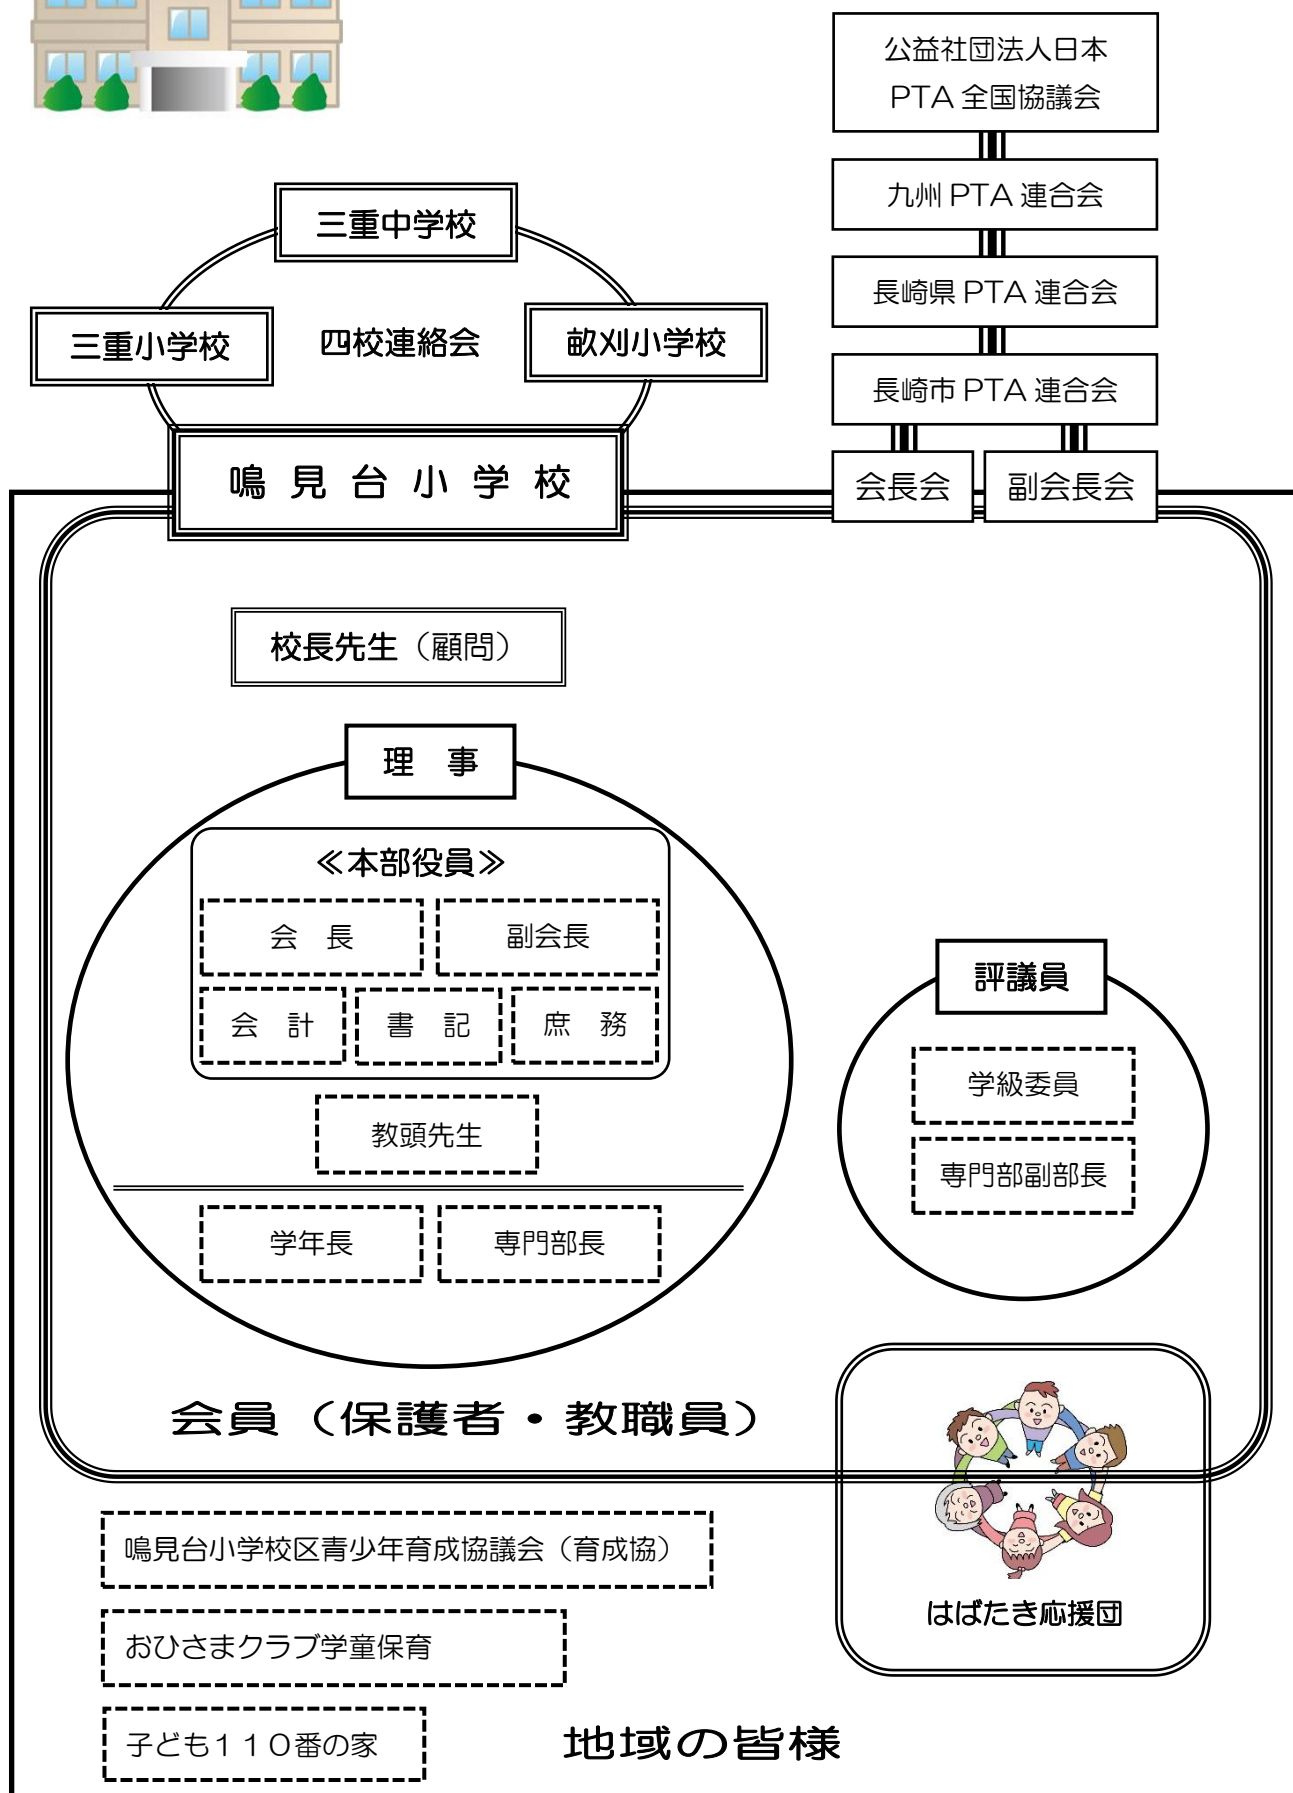 公益社団法人日本
PTA 全国協議会
九州 PTA 連合会
長崎県 PTA 連合会
長崎市 PTA 連合会
会長会
副会長会
三重中学校
三重小学校
四校連絡会
畝刈小学校
鳴見台小学校
校長先生（顧問）
理　事
≪本部役員≫
会　長
副会長
会　計
書　記
庶　務
教頭先生
学年長
専門部長
評議員
学級委員
専門部副部長
会員（保護者・教職員）
はばたき応援団
鳴見台小学校区青少年育成協議会（育成協）
おひさまクラブ学童保育
子ども１１０番の家
地域の皆様